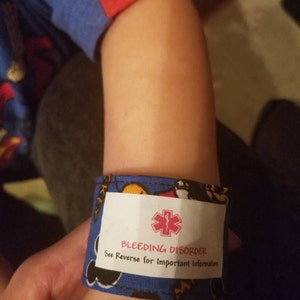 BLEEDING DISORDER
See Reverse for Important Information